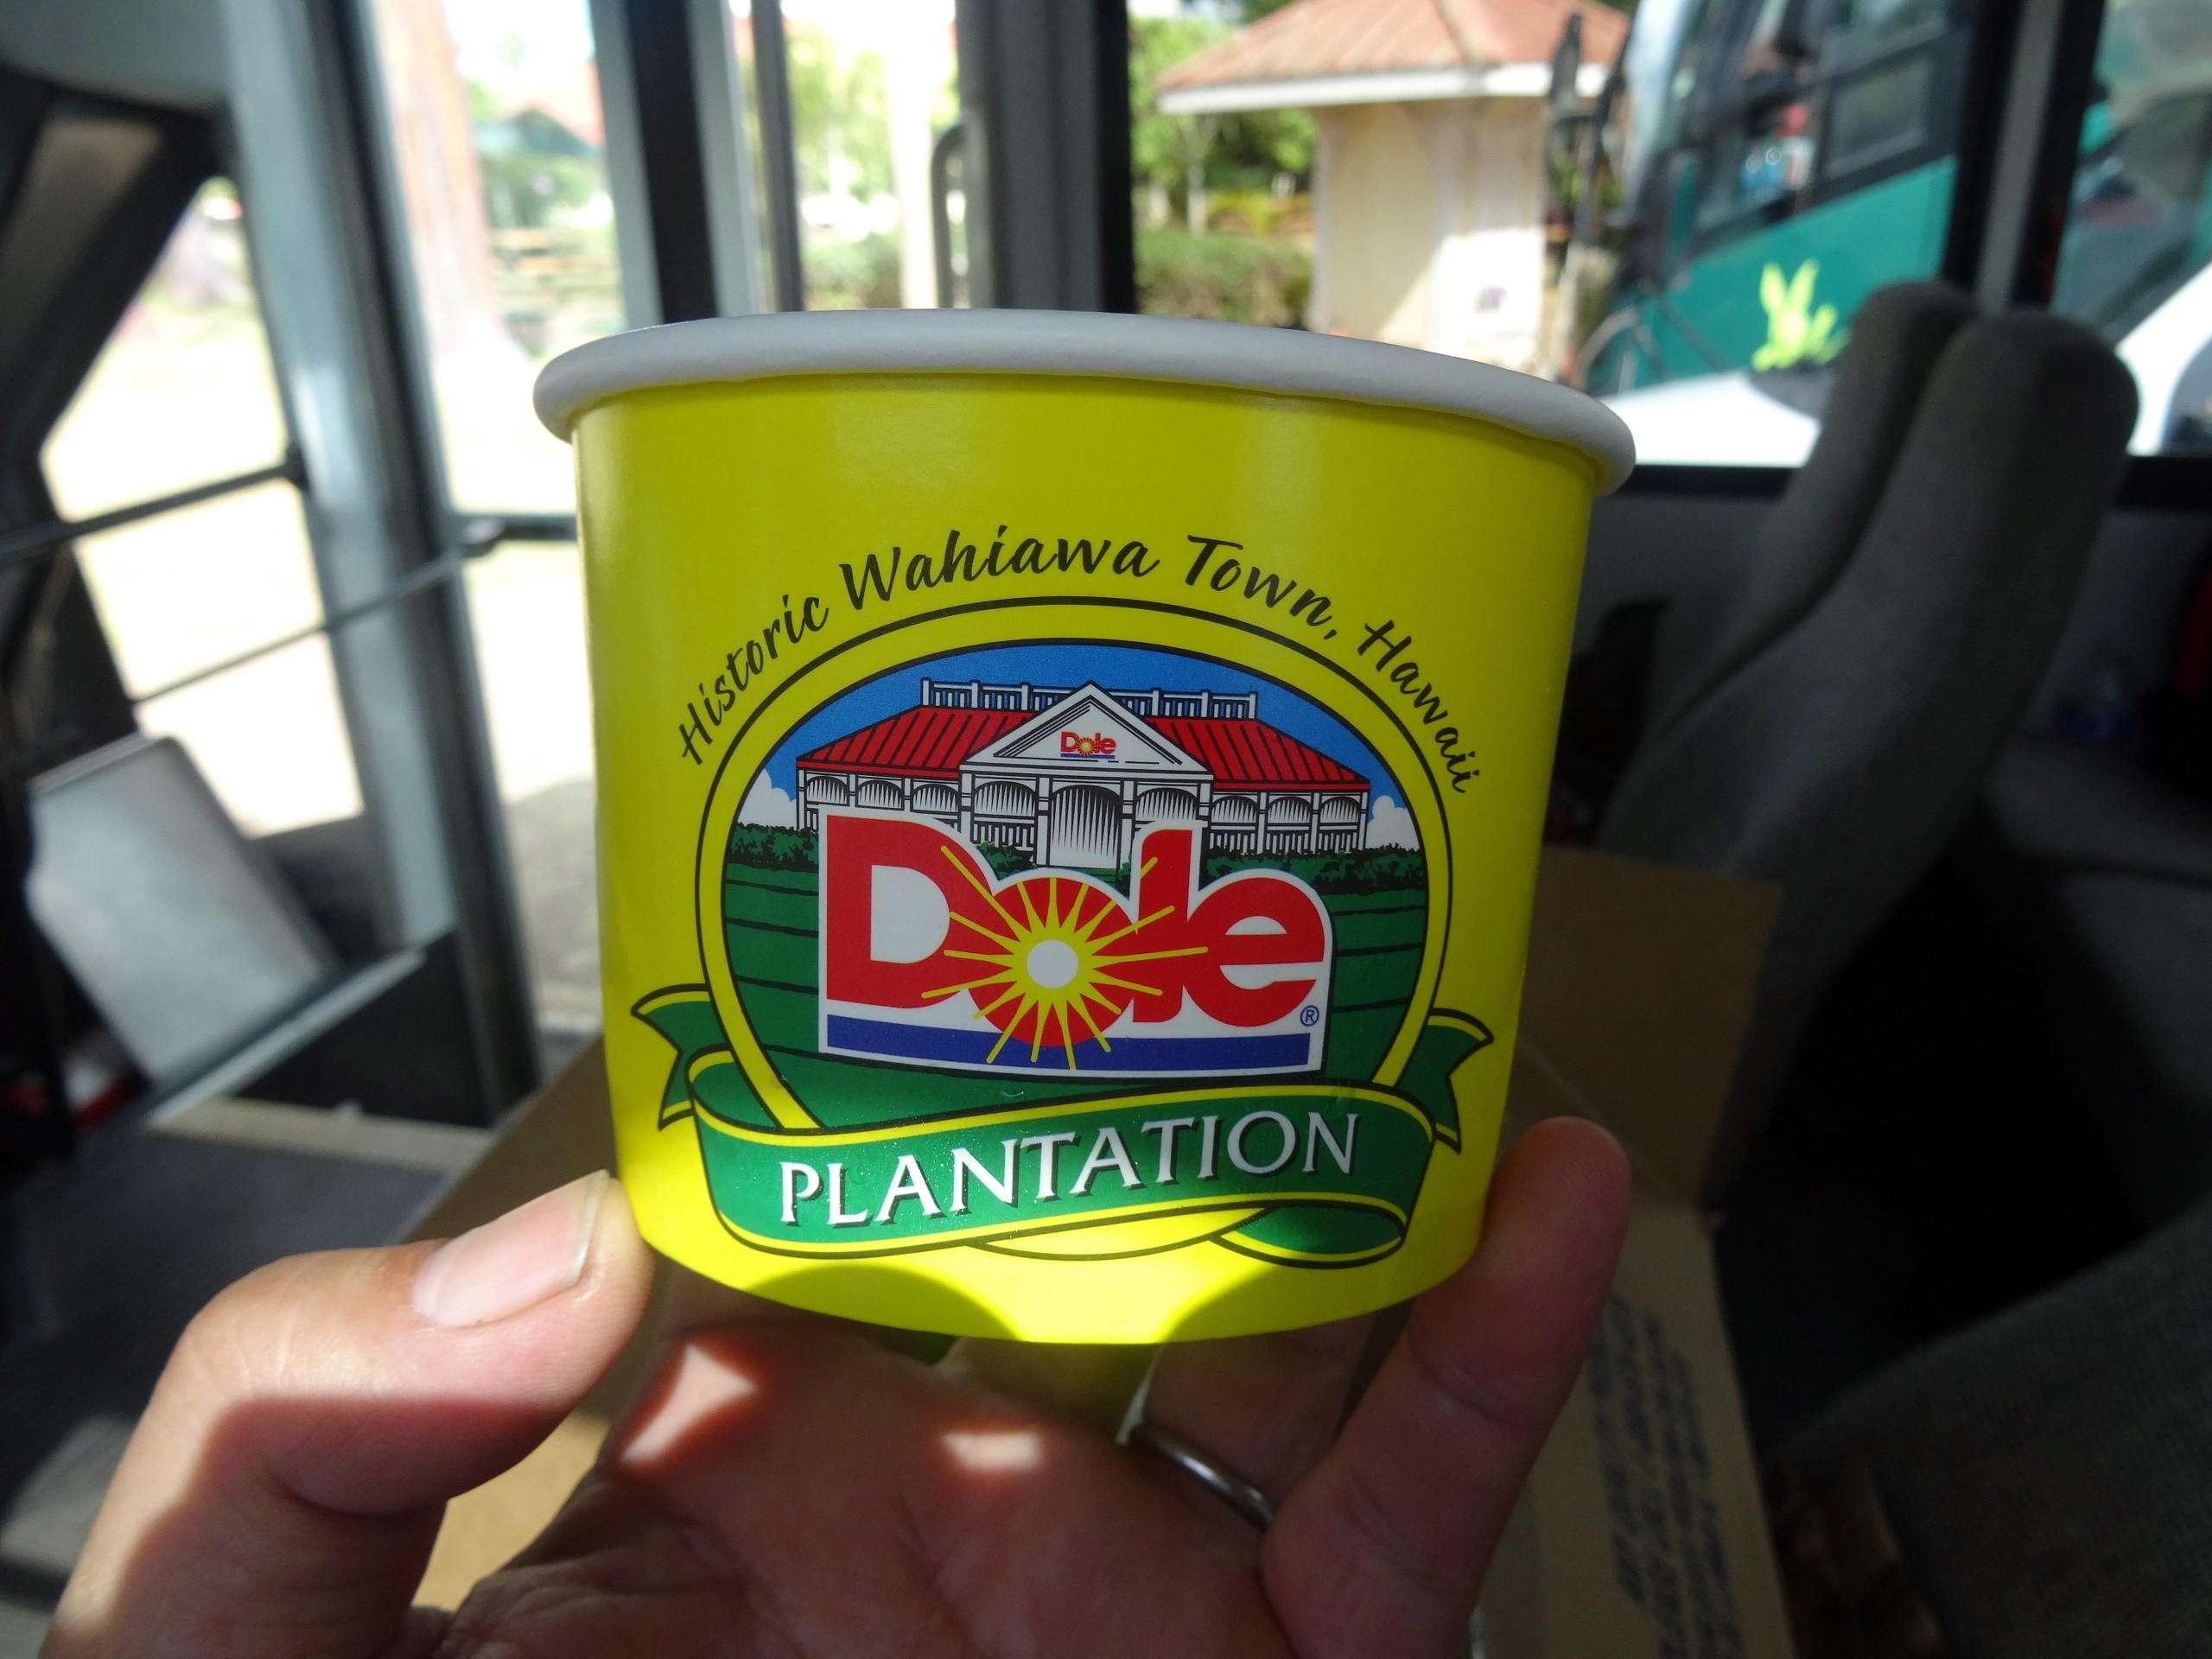 Historic Wahiawa Town, Hawaii
Dole
Dole®
PLANTATION